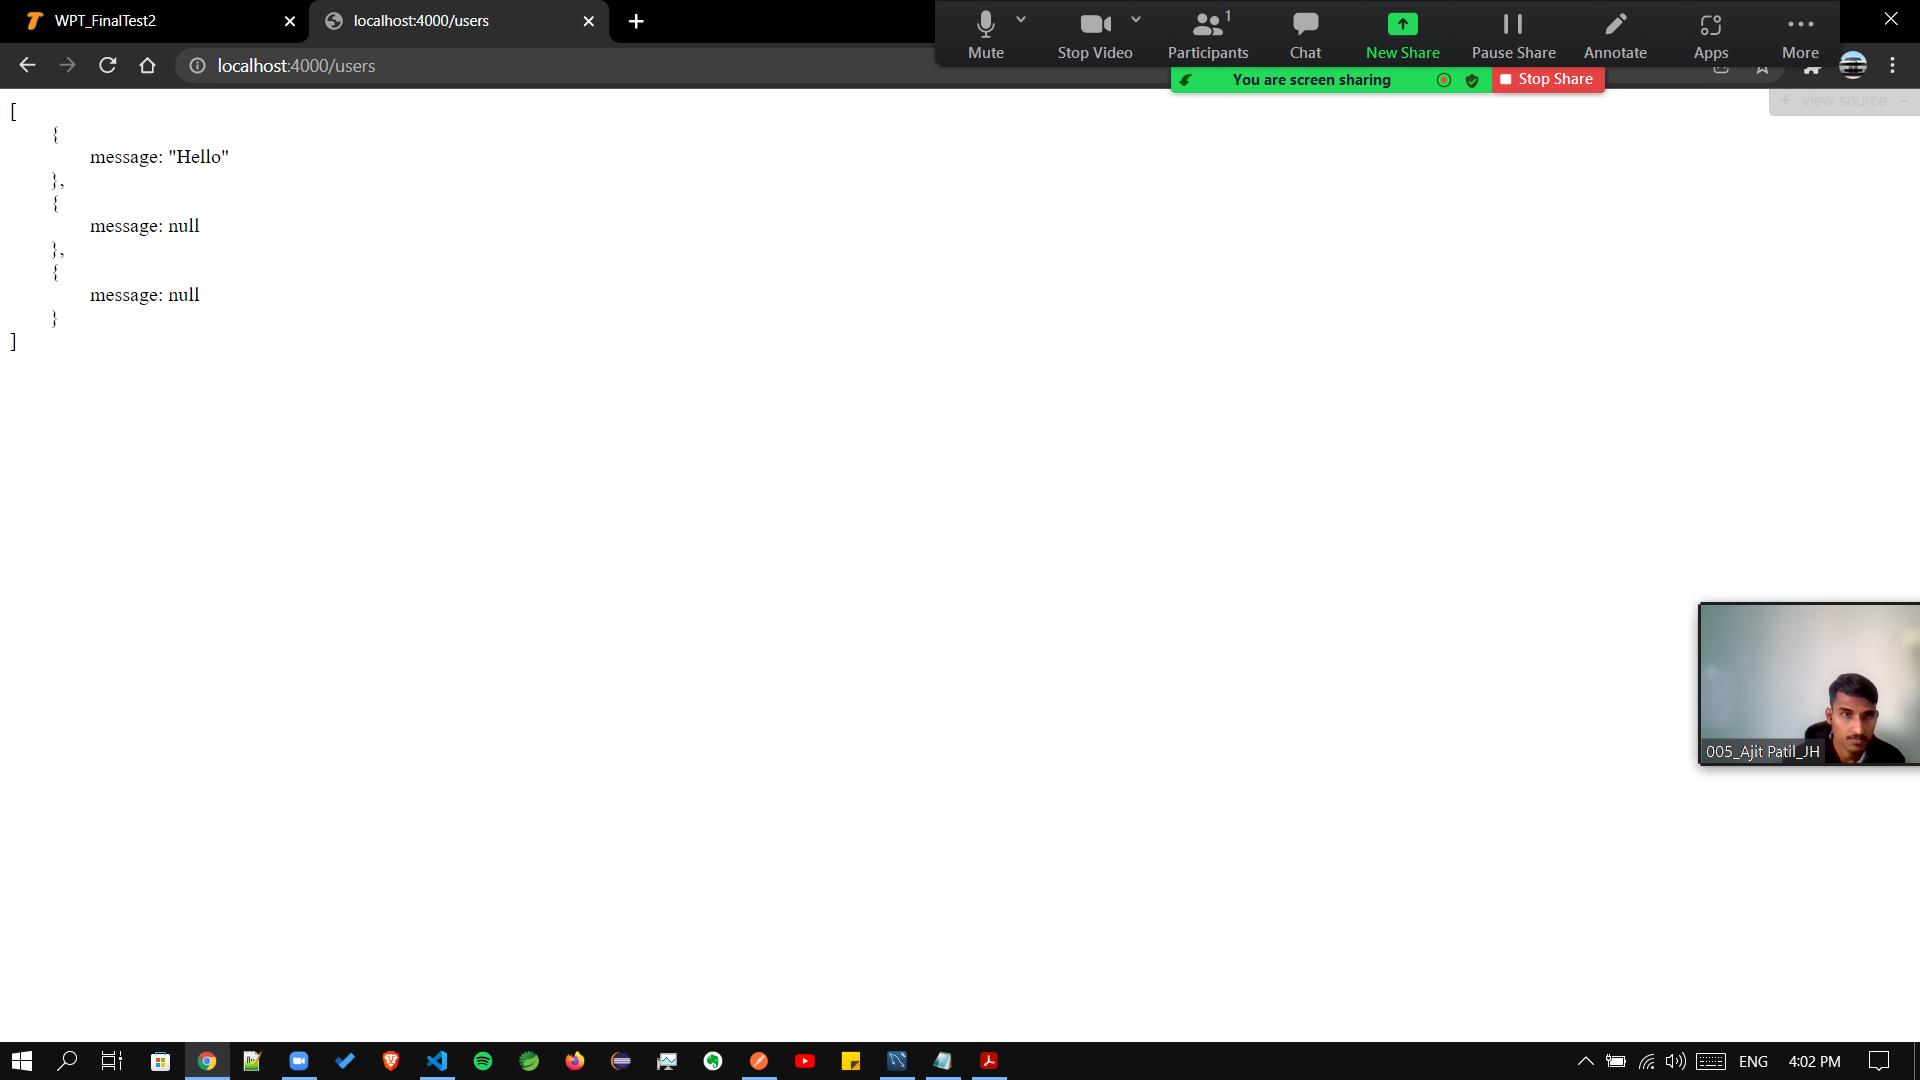 WPT_FinalTest2
localhost:4000/users
Mute
Stop Video
1
Participants
Chat
New Share
Pause Share
Annotate
Apps
More
localhost:4000/users
You are screen sharing
Stop Share
+ view source -
[
{
message: "Hello"
},
{
message: null
},
{
message: null
}
]
005_Ajit Patil_JH
ENG
4:02 PM